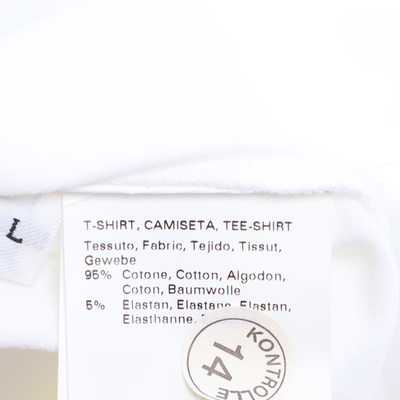 T-SHIRT, CAMISETA, TEE-SHIRT
Tessuto, Fabric, Tejido, Tissut,
Gewebe
95% Cotone, Cotton, Algodon,
Coton, Baumwolle
5% Elastan, Elastane, Elastan,
Elasthanne,
KONTROLLE
14
L